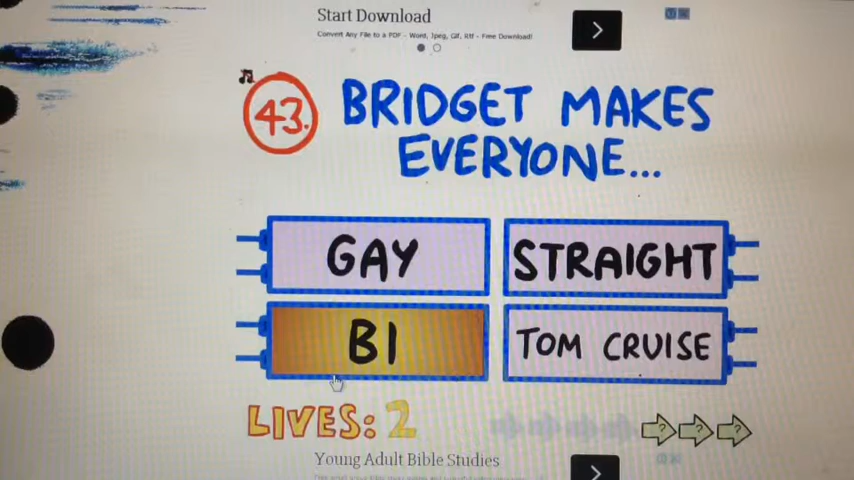 Start Download
Convert Any File to a PDF - Word, Jpeg, Gif, Rtf - Free Download!
43.
BRIDGET MAKES
EVERYONE...
GAY
STRAIGHT
BI
TOM CRUISE
LIVES: 2
? ? ?
Young Adult Bible Studies